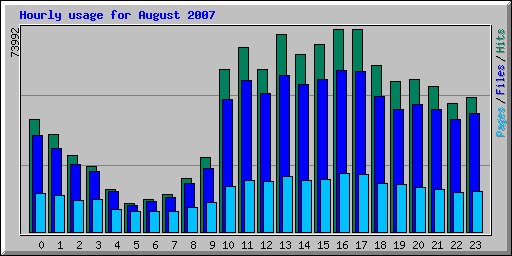 Hourly usage for August 2007
73992
Pages / Files / Hits
0 1 2 3 4 5 6 7 8 9 10 11 12 13 14 15 16 17 18 19 20 21 22 23